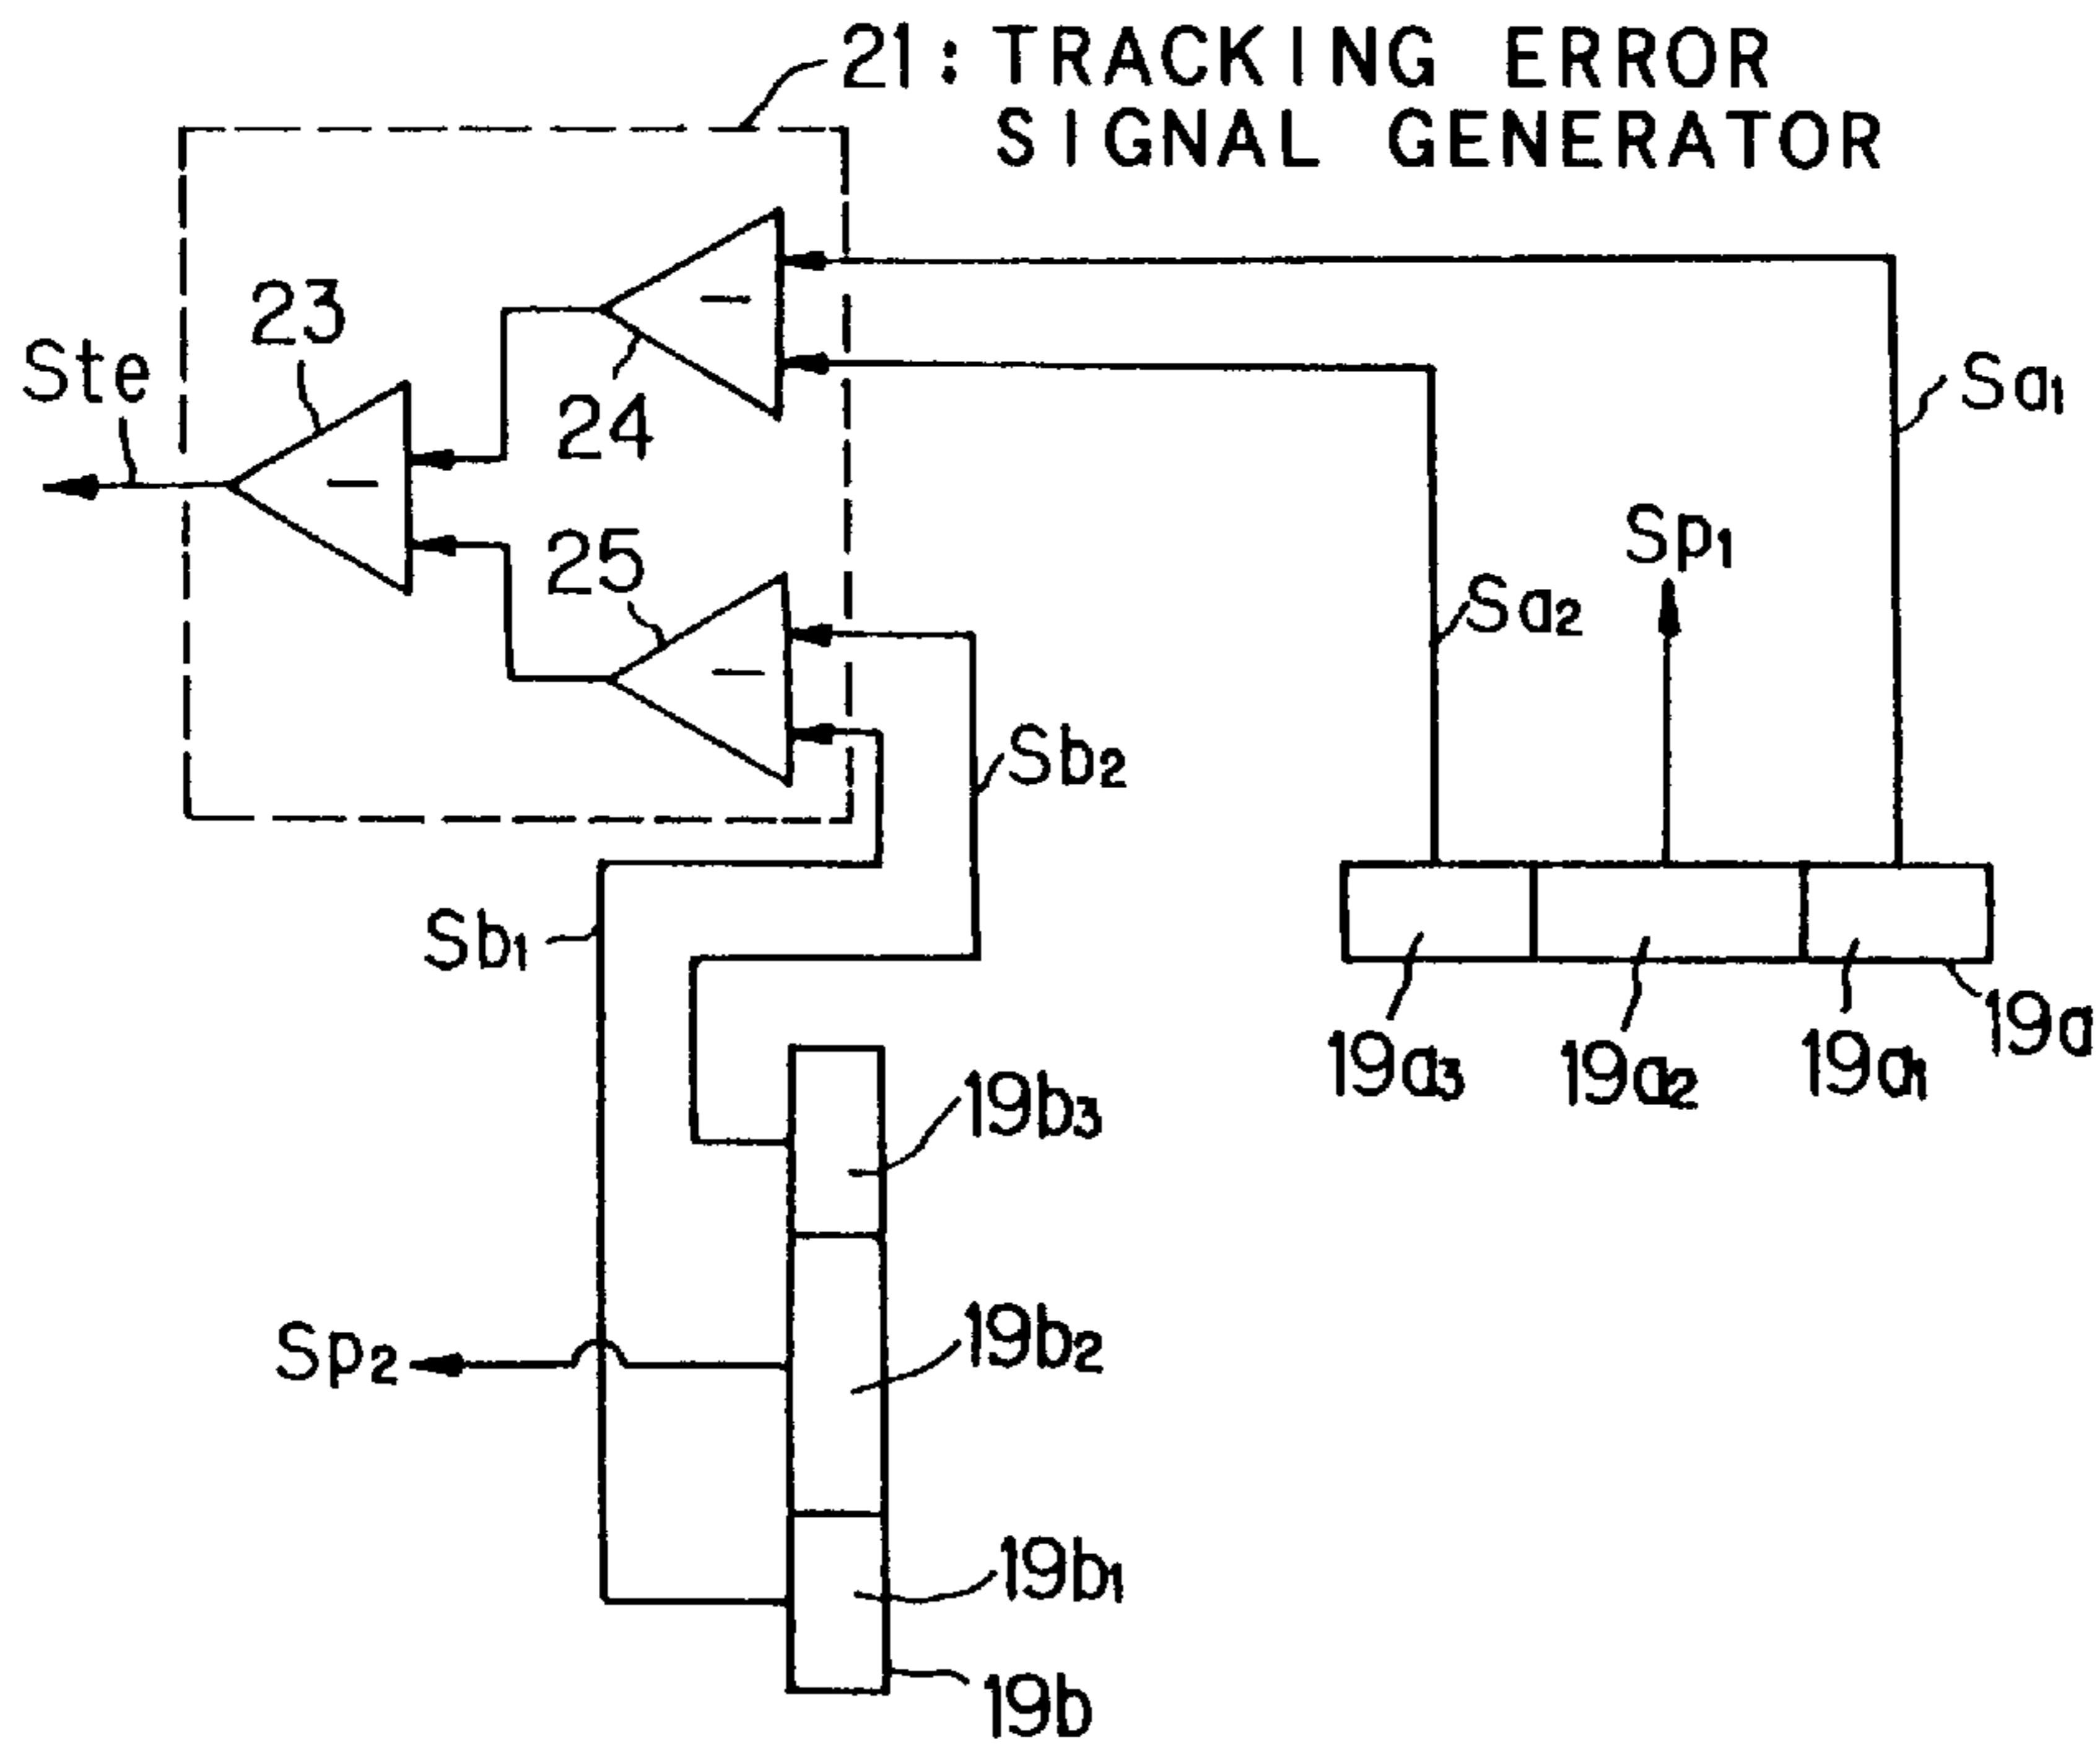 21: TRACKING ERROR
SIGNAL GENERATOR
23
Ste
24
Sa1
25
Sp1
Sa2
Sb2
Sb1
19a
19a3
19a2
19a1
19b3
19b2
Sp2
19b1
19b